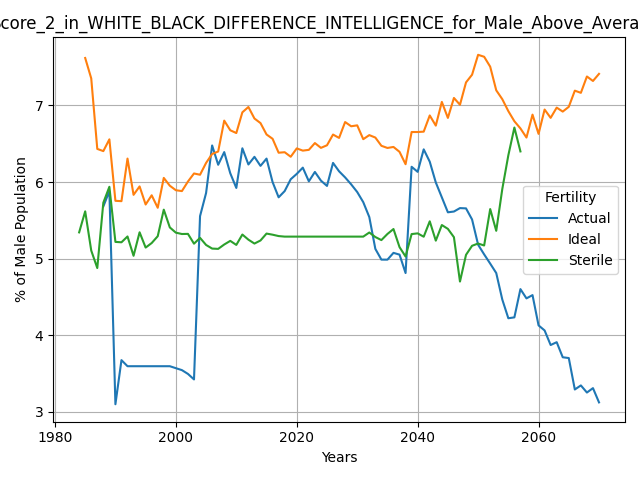 core_2_in_WHITE_BLACK_DIFFERENCE_INTELLIGENCE_for_Male_Above_Avera
% of Male Population
7
6
5
4
3
Fertility
Actual
Ideal
Sterile
1980 2000 2020 2040 2060
Years